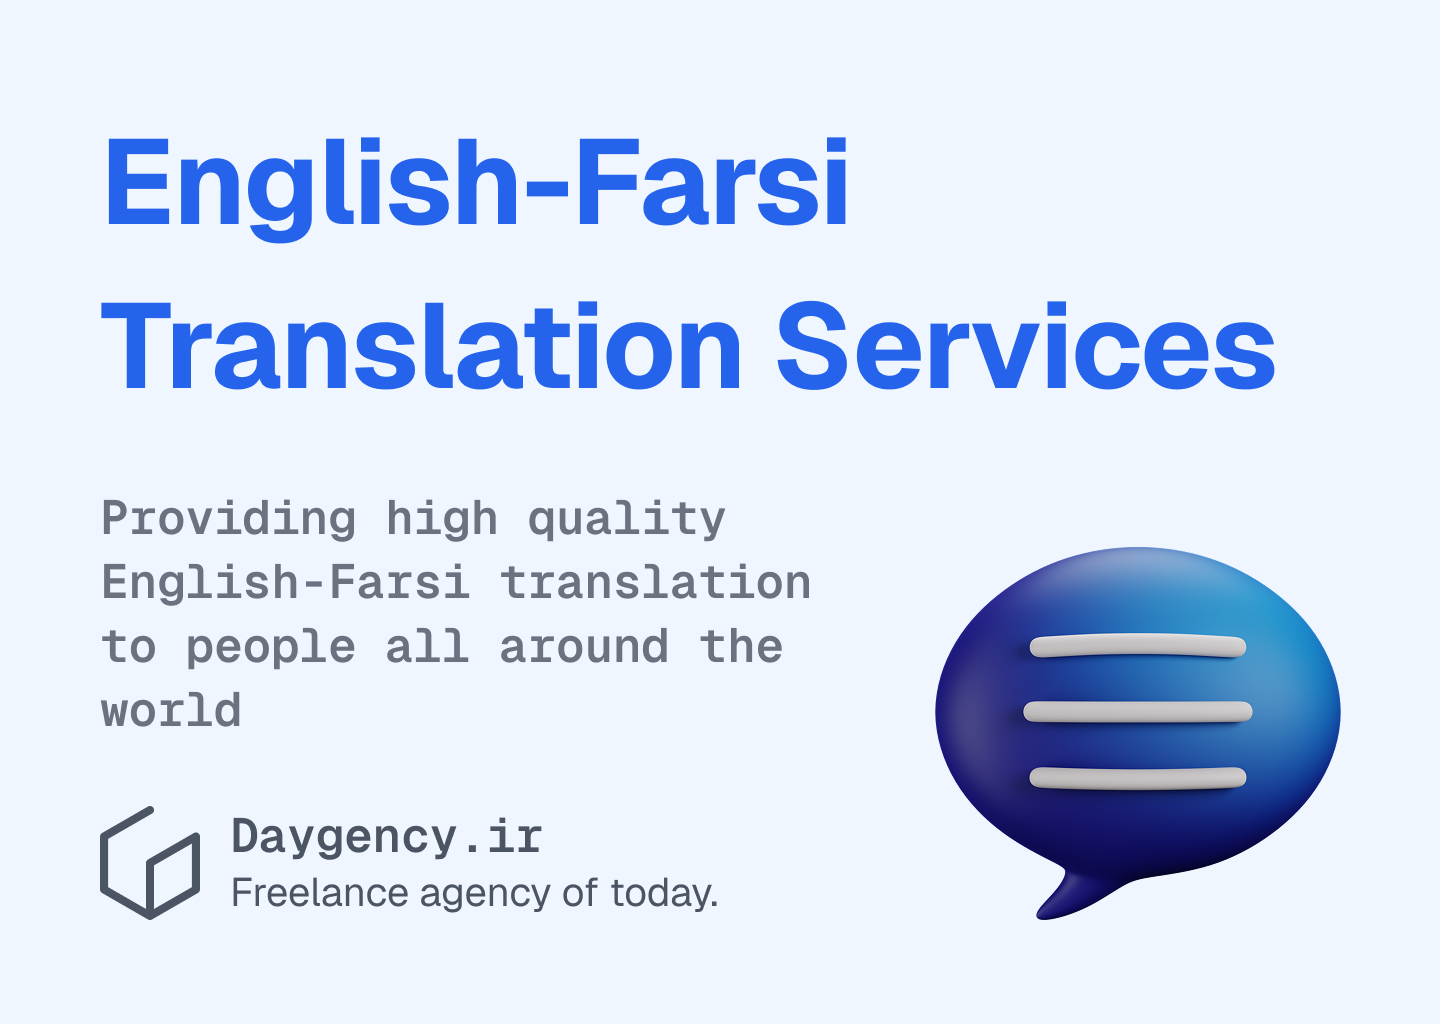 English-Farsi
Translation Services
Providing high quality
English-Farsi translation
to people all around the
world
Daygency.ir
Freelance agency of today.